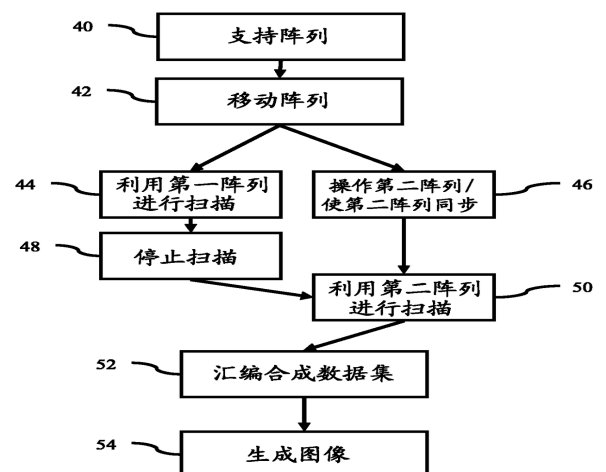 40
支持阵列
42
移动阵列
44
利用第一阵列
进行扫描
操作第二阵列/
使第二阵列同步
46
48
停止扫描
利用第二阵列
进行扫描
50
52
汇编合成数据集
54
生成图像